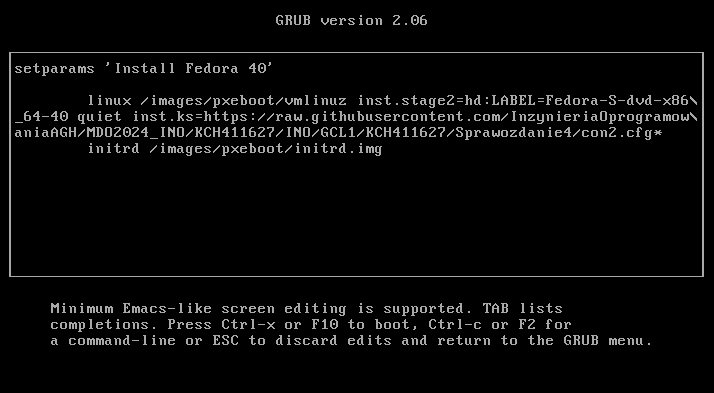 GRUB version 2.06
setparams 'Install Fedora 40'
linux /images/pxeboot/vmlinuz inst.stage2=hd:LABEL=Fedora-S-dvd-x86\
_64-40 quiet inst.ks=https://raw.githubusercontent.com/InzynieriaOprogramow\
aniaAGH/MDO2024_INO/KCH411627/INO/GCL1/KCH411627/Sprawozdanie4/con2.cfg*
initrd /images/pxeboot/initrd.img
Minimum Emacs-like screen editing is supported. TAB lists
completions. Press Ctrl-x or F10 to boot, Ctrl-c or F2 for
a command-line or ESC to discard edits and return to the GRUB menu.